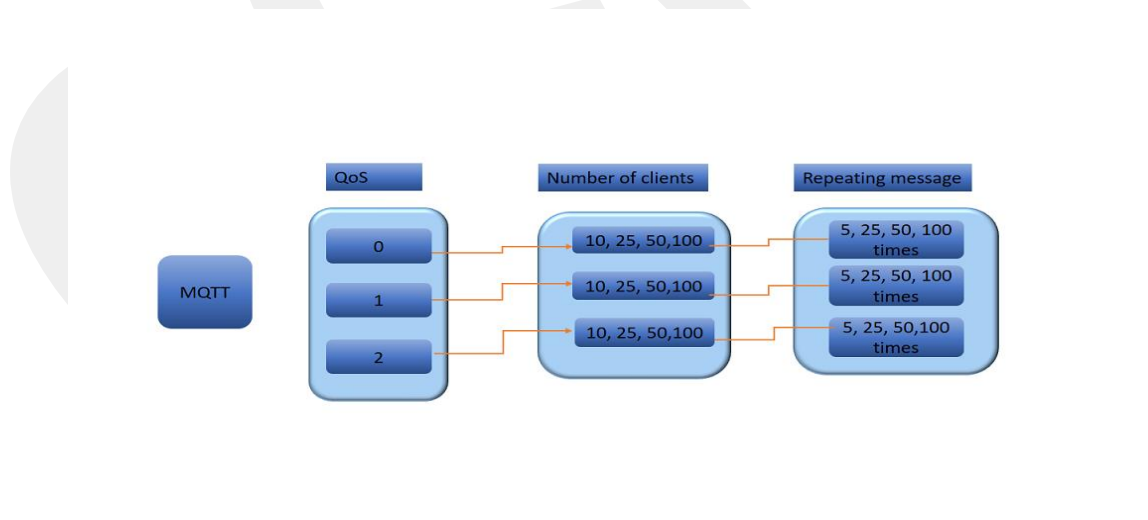 QoS
Number of clients
Repeating message
MQTT
0
10, 25, 50,100
5, 25, 50, 100
times
1
10, 25, 50,100
5, 25, 50, 100
times
2
10, 25, 50,100
5, 25, 50,100
times